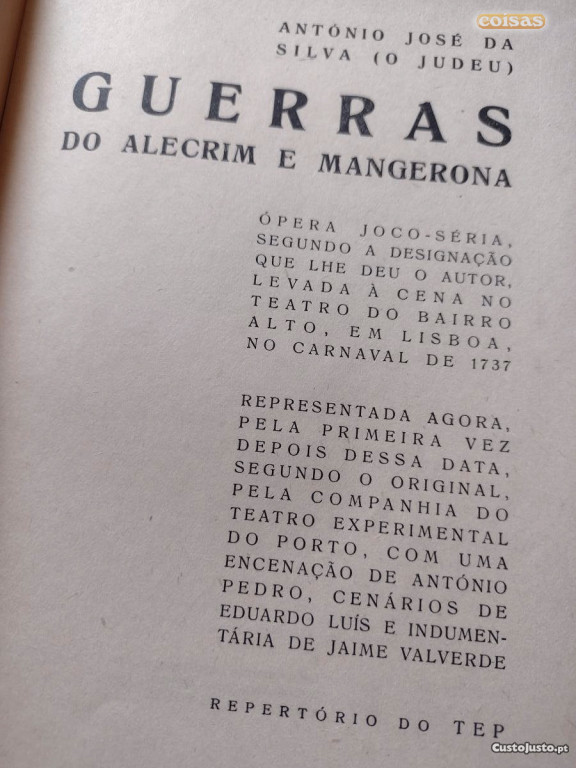 coisas
ANTÓNIO JOSÉ DA
SILVA (O JUDEU)
GUERRAS
DO ALECRIM E MANGERONA
ÓPERA JOCO-SÉRIA,
SEGUNDO A DESIGNAÇÃO
QUE LHE DEU O AUTOR,
LEVADA À CENA NO
TEATRO DO BAIRRO
ALTO, EM LISBOA,
NO CARNAVAL DE 1737
REPRESENTADA AGORA,
PELA PRIMEIRA VEZ
DEPOIS DESSA DATA,
SEGUNDO O ORIGINAL,
PELA COMPANHIA DO
TEATRO EXPERIMENTAL
DO PORTO, COM UMA
ENCENAÇÃO DE ANTÓNIO
PEDRO, CENÁRIOS DE
EDUARDO LUÍS E INDUMEN-
TÁRIA DE JAIME VALVERDE
REPERTÓRIO DO TEP
CustoJusto.pt